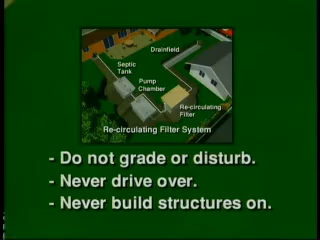 Drainfield
Septic
Tank
Pump
Chamber
Re-circulating
Filter
Re-circulating Filter System
- Do not grade or disturb.
- Never drive over.
- Never build structures on.